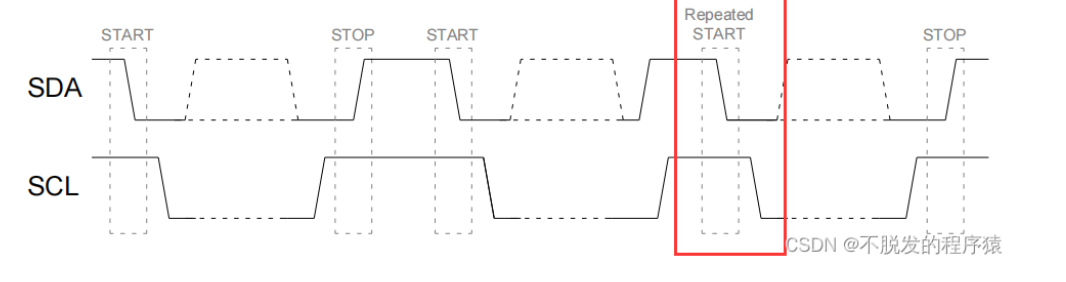 Repeated
START STOP START START STOP
SDA
SCL
CSDN @不脱发的程序猿